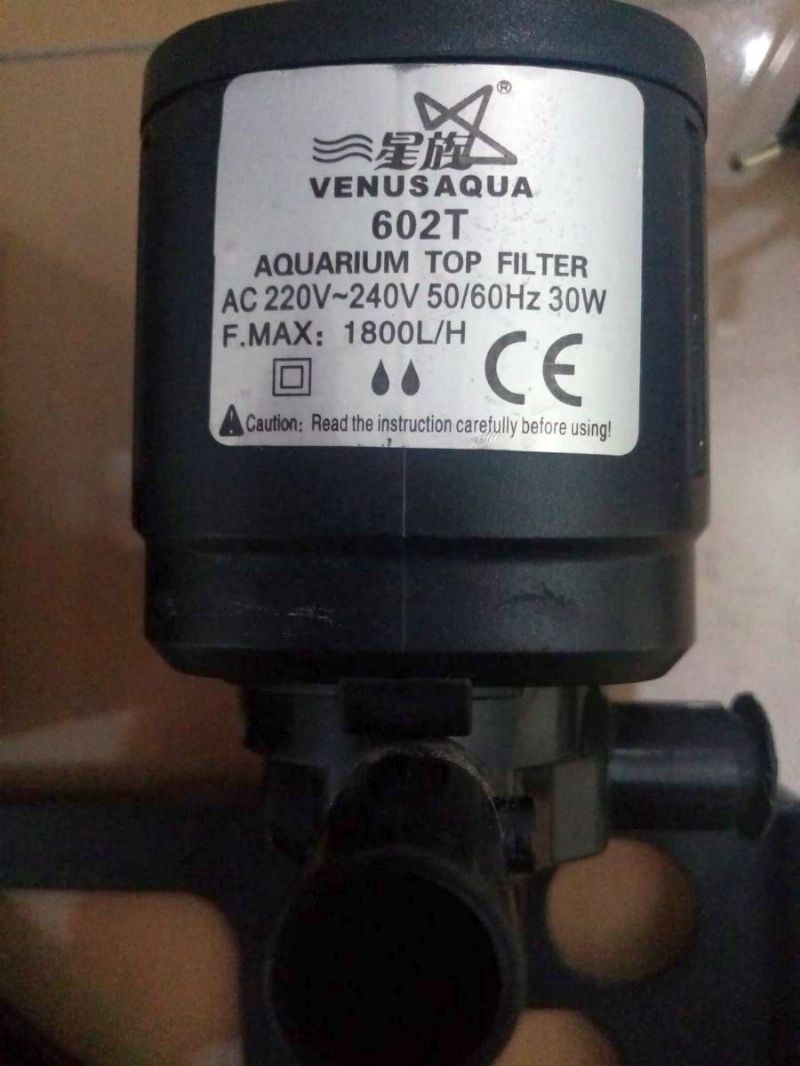 ®
星族
VENUSAQUA
602T
AQUARIUM TOP FILTER
AC 220V~240V 50/60Hz 30W
F.MAX: 1800L/H
CE
Caution: Read the instruction carefully before using!